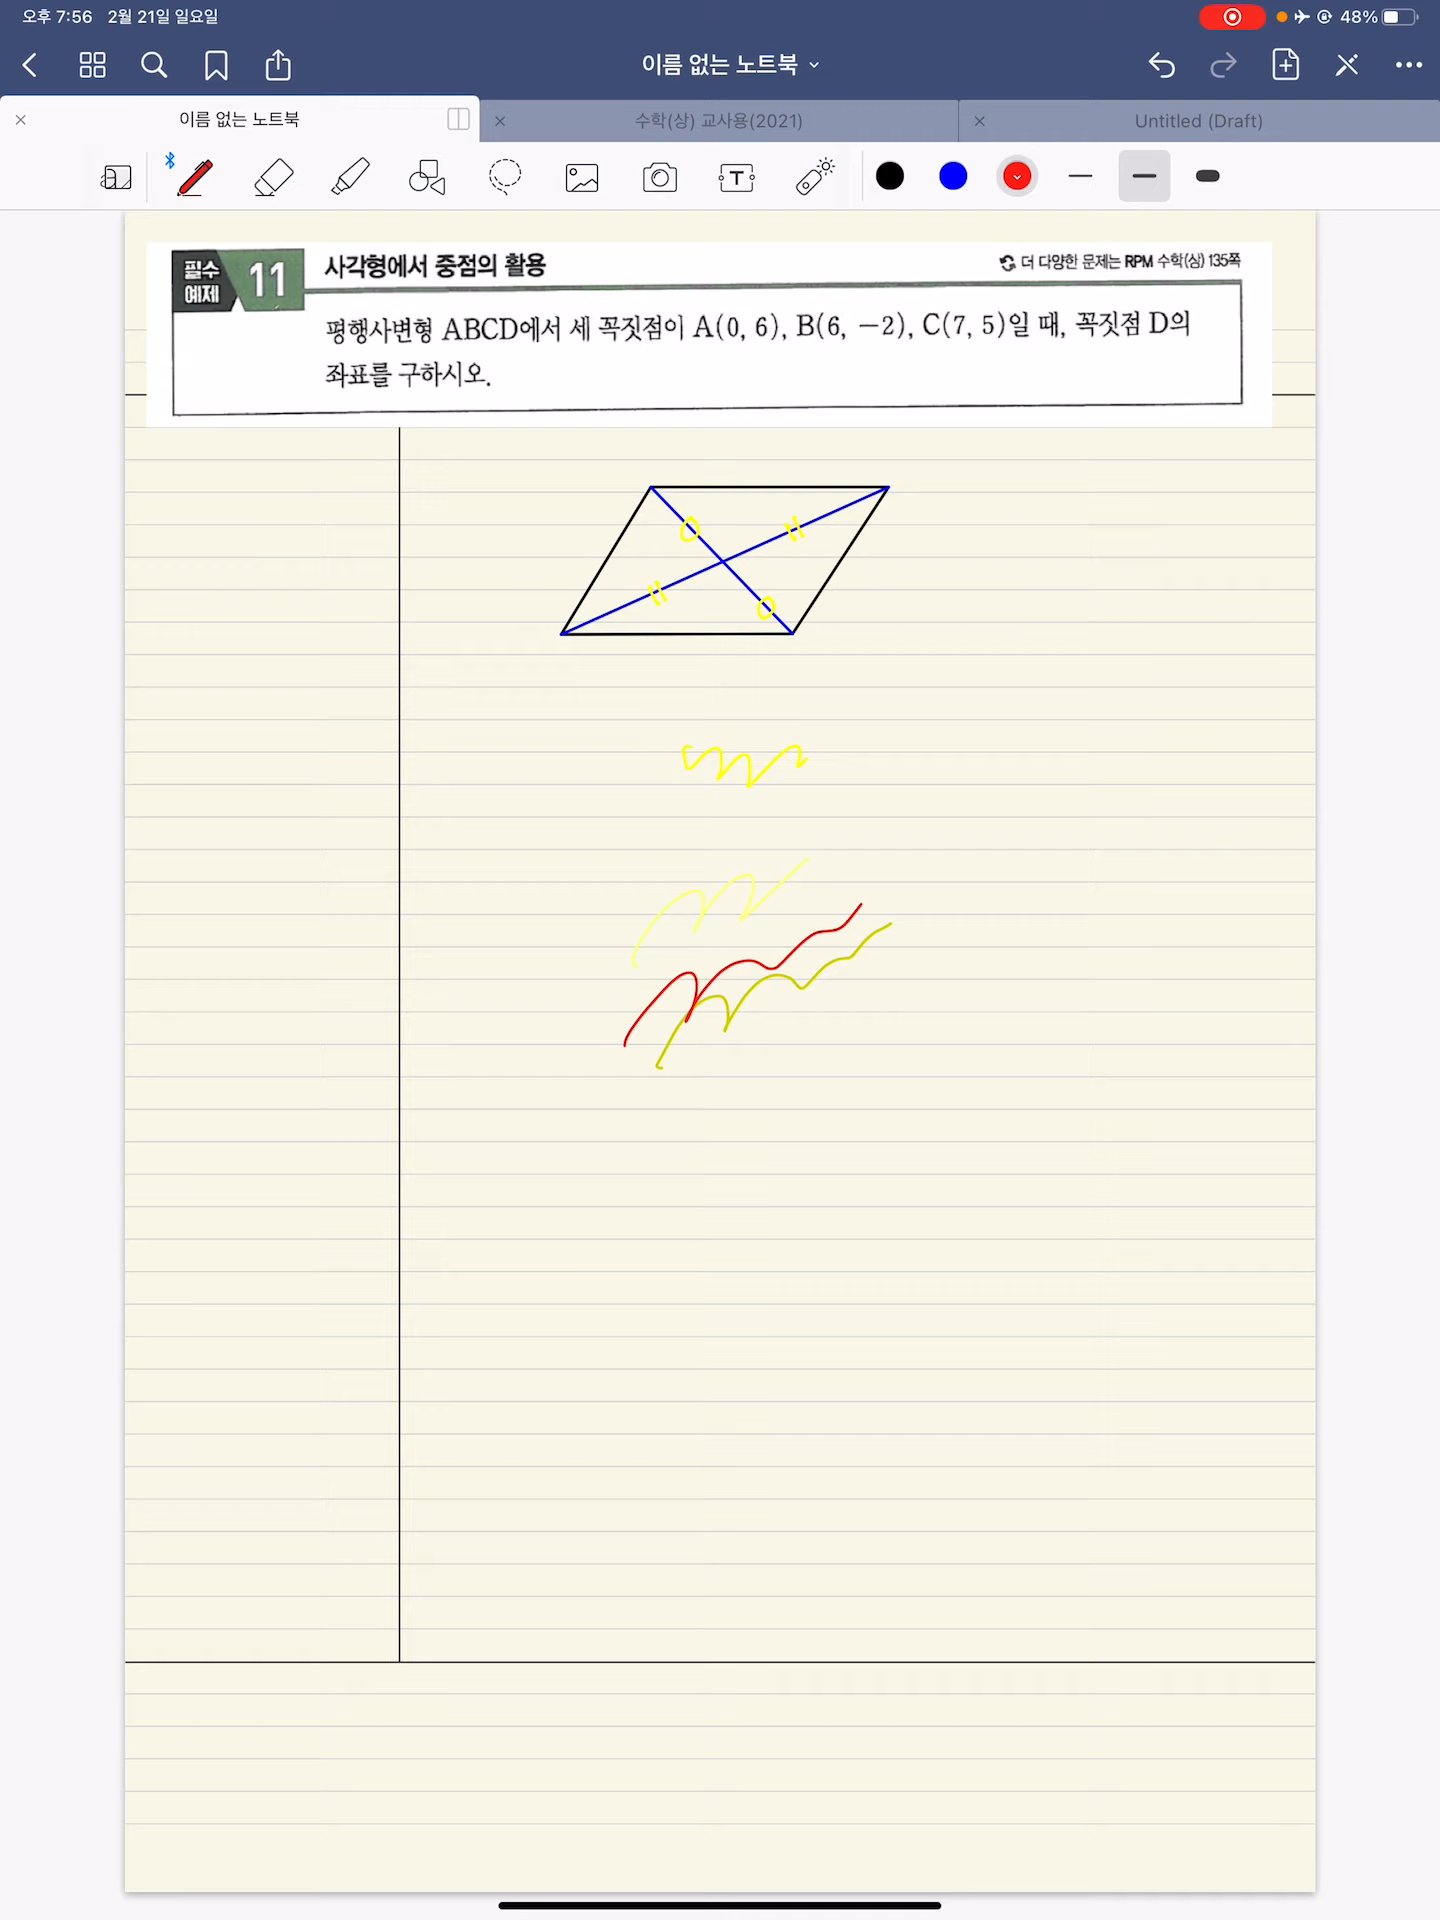 오후 7:56 2월 21일 일요일
48%
이름 없는 노트북
이름 없는 노트북
수학(상) 교사용(2021)
Untitled (Draft)
T
필수 예제 11 사각형에서 중점의 활용
더 다양한 문제는 RPM 수학(상) 135쪽
평행사변형 ABCD에서 세 꼭짓점이 A(0, 6), B(6, −2), C(7, 5)일 때, 꼭짓점 D의
좌표를 구하시오.